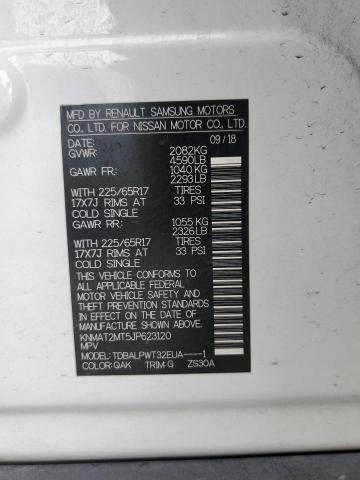 MFD BY RENAULT SAMSUNG MOTORS
CO., LTD. FOR NISSAN MOTOR CO., LTD.
DATE: 09/18
GVWR: 2082KG
4590LB
GAWR FR: 1040 KG
2293LB
WITH 225/65R17 TIRES
17X7J RIMS AT 33 PSI
COLD SINGLE
GAWR RR: 1055 KG
2326LB
WITH 225/65R17 TIRES
17X7J RIMS AT 33 PSI
COLD SINGLE
THIS VEHICLE CONFORMS TO
ALL APPLICABLE FEDERAL
MOTOR VEHICLE SAFETY AND
THEFT PREVENTION STANDARDS
IN EFFECT ON THE DATE OF
MANUFACTURE SHOWN ABOVE.
KNMAT2MT5JP623120
MPV
MODEL: TDBALPWT32EUA----1
COLOR: QAK TRIM: G ZS30A